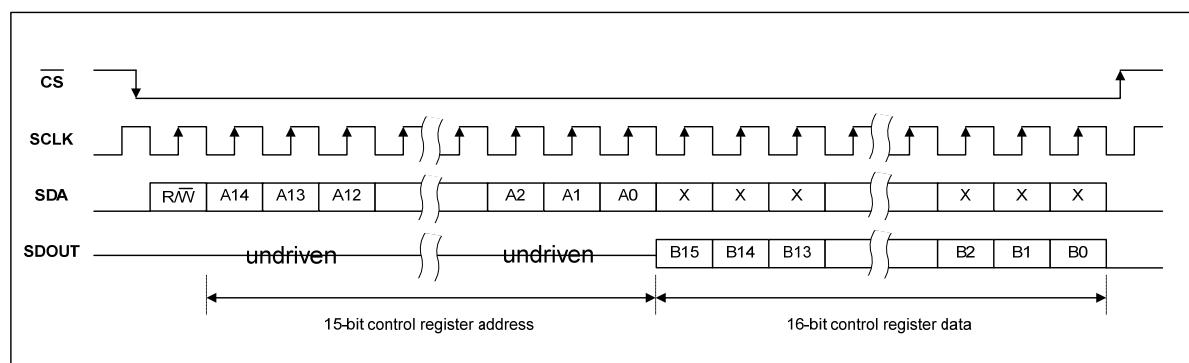 CS
SCLK
SDA R/W A14 A13 A12 A2 A1 A0 X X X X X X
SDOUT undriven undriven B15 B14 B13 B2 B1 B0
15-bit control register address 16-bit control register data